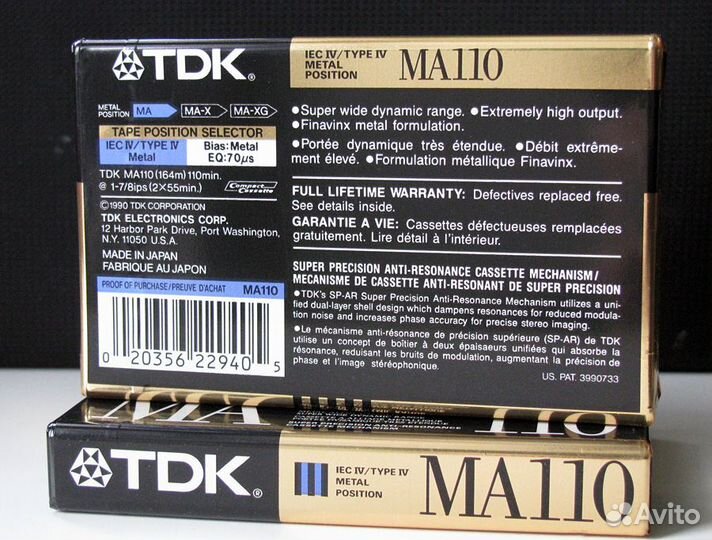 TDK®
IEC IV/TYPE IV
METAL
POSITION
MA110
METAL
POSITION
MA
MA-X
MA-XG
TAPE POSITION SELECTOR
IEC IV/TYPE IV
Metal
Bias: Metal
EQ: 70μs
TDK MA110 (164m) 110min.
@ 1-7/8ips (2×55min.)
Compact
Cassette
©1990 TDK CORPORATION
TDK ELECTRONICS CORP.
12 Harbor Park Drive, Port Washington,
N.Y. 11050 U.S.A.
MADE IN JAPAN
FABRIQUE AU JAPON
PROOF OF PURCHASE/PREUVE D'ACHAT MA110
0 20356 22940 5
●Super wide dynamic range. ●Extremely high output.
●Finavinx metal formulation.
●Portée dynamique très étendue. ●Débit extrême-
ment élevé. ●Formulation métallique Finavinx.
FULL LIFETIME WARRANTY: Defectives replaced free.
See details inside.
GARANTIE A VIE: Cassettes défectueuses remplacées
gratuitement. Lire détail à l'intérieur.
SUPER PRECISION ANTI-RESONANCE CASSETTE MECHANISM/
MECANISME DE CASSETTE ANTI-RESONANT DE SUPER PRECISION
●TDK's SP-AR Super Precision Anti-Resonance Mechanism utilizes a uni-
fied dual-layer shell design which dampens resonances for reduced modula-
tion noise and increases phase accuracy for precise stereo imaging.
●Le mécanisme anti-résonance de précision supérieure (SP-AR) de TDK
utilise un concept de boîtier à deux épaisseurs unifiées qui absorbe la
résonance, réduisant les bruits de modulation, augmentant la précision de
phase et l'image stéréophonique.
US. PAT. 3990733
MA 110
SUPER PRECISION ANTI-RESONANCE
CASSETTE MECHANISM
TDK®
IEC IV/TYPE IV
METAL
POSITION
MA110
Avito